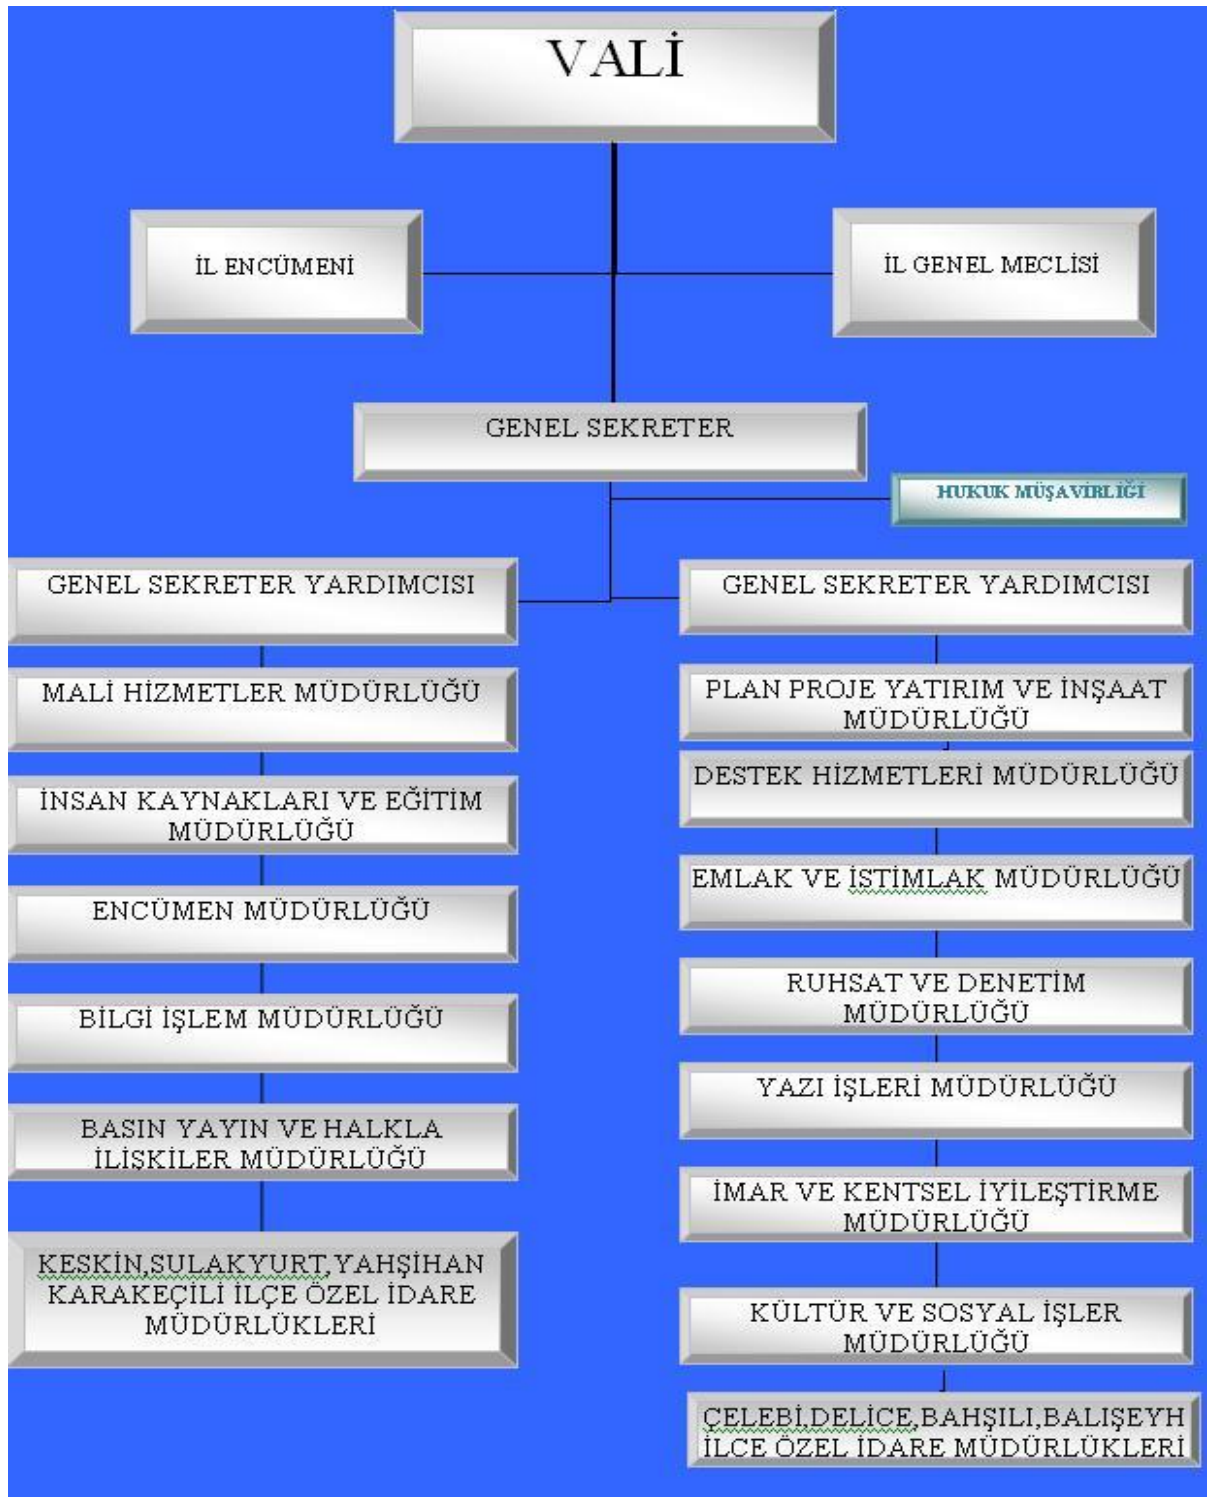 VALİ
İL ENCÜMENİ
İL GENEL MECLİSİ
GENEL SEKRETER
HUKUK MÜŞAVİRLİĞİ
GENEL SEKRETER YARDIMCISI
MALİ HİZMETLER MÜDÜRLÜĞÜ
İNSAN KAYNAKLARI VE EĞİTİM
MÜDÜRLÜĞÜ
ENCÜMEN MÜDÜRLÜĞÜ
BİLGİ İŞLEM MÜDÜRLÜĞÜ
BASIN YAYIN VE HALKLA
İLİŞKİLER MÜDÜRLÜĞÜ
KESKİN,SULAKYURT,YAHŞİHAN
KARAKEÇİLİ İLÇE ÖZEL İDARE
MÜDÜRLÜKLERİ
GENEL SEKRETER YARDIMCISI
PLAN PROJE YATIRIM VE İNŞAAT
MÜDÜRLÜĞÜ
DESTEK HİZMETLERİ MÜDÜRLÜĞÜ
EMLAK VE İSTİMLAK MÜDÜRLÜĞÜ
RUHSAT VE DENETİM
MÜDÜRLÜĞÜ
YAZI İŞLERİ MÜDÜRLÜĞÜ
İMAR VE KENTSEL İYİLEŞTİRME
MÜDÜRLÜĞÜ
KÜLTÜR VE SOSYAL İŞLER
MÜDÜRLÜĞÜ
ÇELEBİ,DELİCE,BAHŞILI,BALIŞEYH
İLCE ÖZEL İDARE MÜDÜRLÜKLERİ